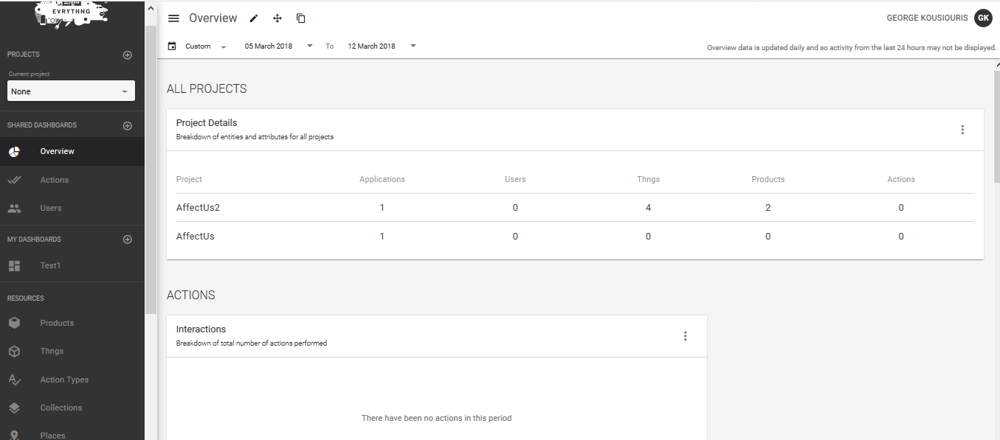 EVRYTHNG
PROJECTS
Current project
None
SHARED DASHBOARDS
Overview
Actions
Users
MY DASHBOARDS
Test1
RESOURCES
Products
Thngs
Action Types
Collections
Places
Overview
GEORGE KOUSIOURIS GK
Custom 05 March 2018 To 12 March 2018
Overview data is updated daily and so activity from the last 24 hours may not be displayed.
ALL PROJECTS
Project Details
Breakdown of entities and attributes for all projects
Project Applications Users Thngs Products Actions
AffectUs2 1 0 4 2 0
AffectUs 1 0 0 0 0
ACTIONS
Interactions
Breakdown of total number of actions performed
There have been no actions in this period